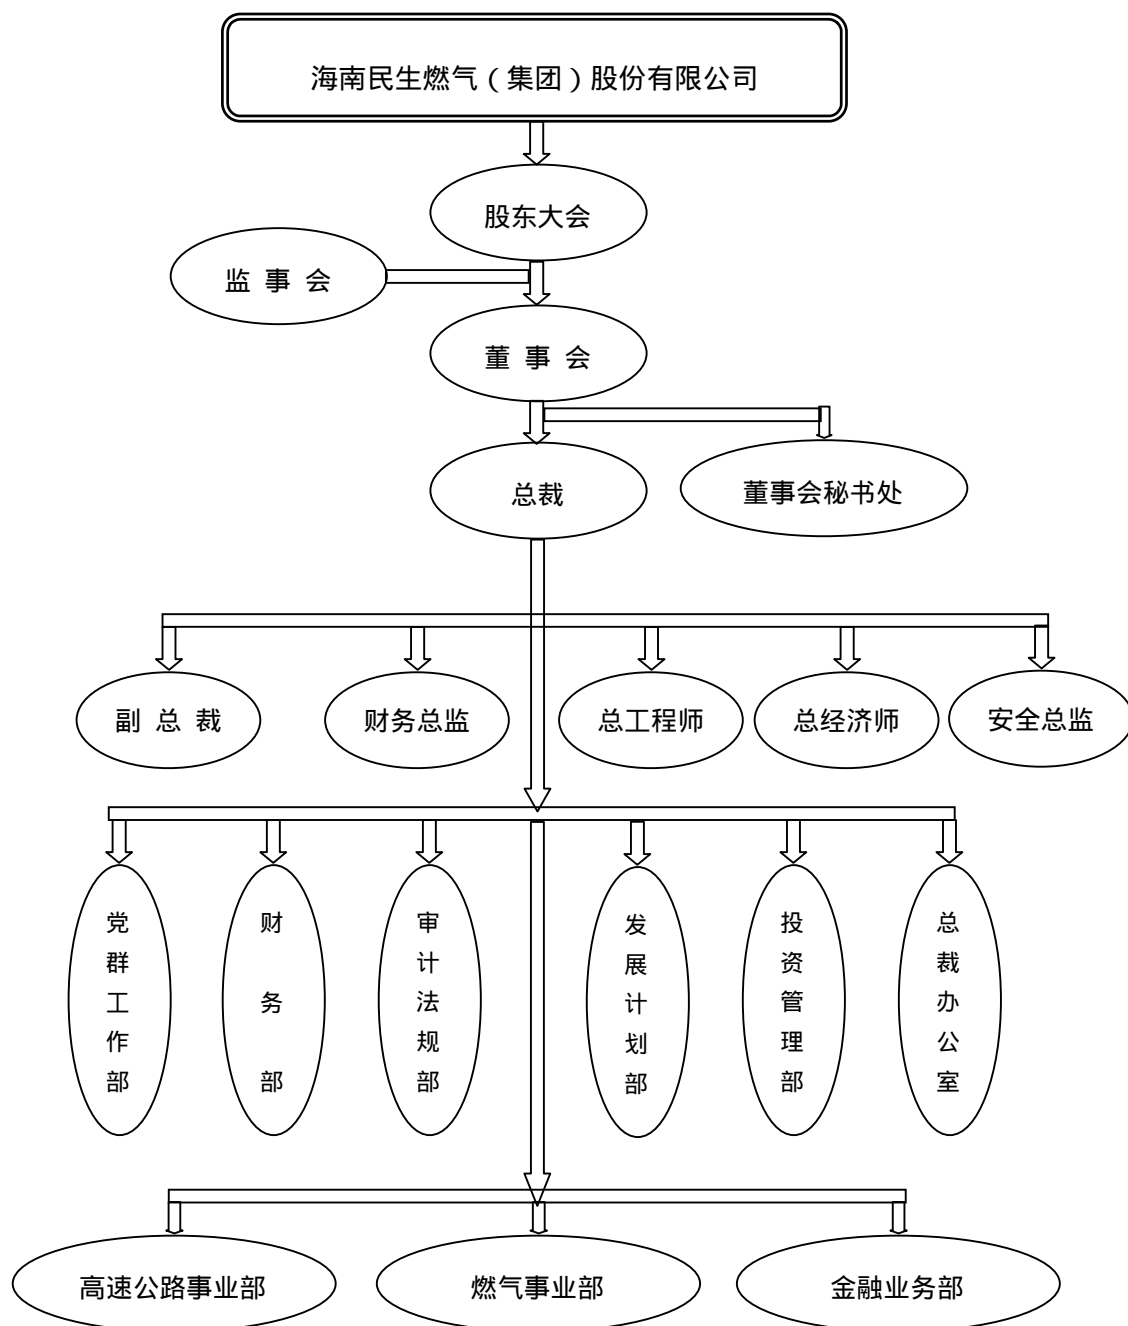 海南民生燃气（集团）股份有限公司
股东大会
监 事 会
董 事 会
总裁
董事会秘书处
副 总 裁
财务总监
总工程师
总经济师
安全总监
党群工作部
财务部
审计法规部
发展计划部
投资管理部
总裁办公室
高速公路事业部
燃气事业部
金融业务部